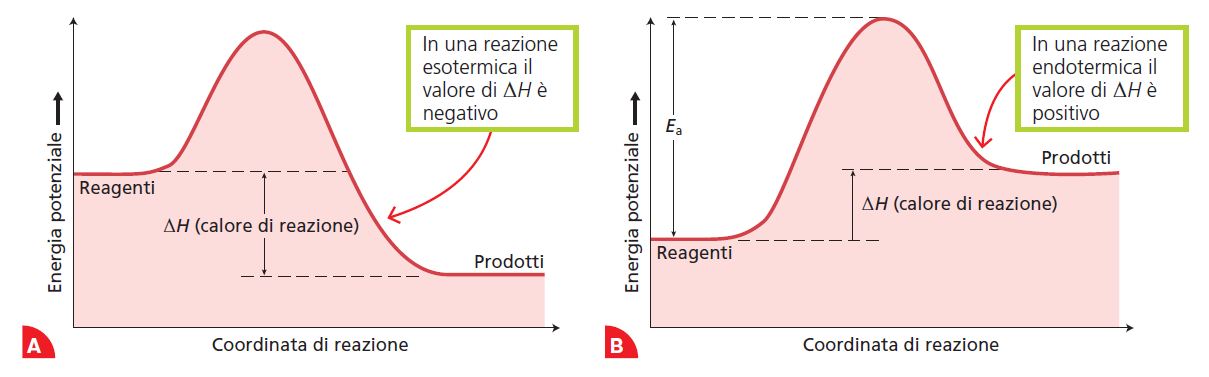 In una reazione
esotermica il
valore di ΔH è
negativo
Energia potenziale
Reagenti
ΔH (calore di reazione)
Prodotti
A
Coordinata di reazione
In una reazione
endotermica il
valore di ΔH è
positivo
Energia potenziale
Ea
Prodotti
ΔH (calore di reazione)
Reagenti
B
Coordinata di reazione